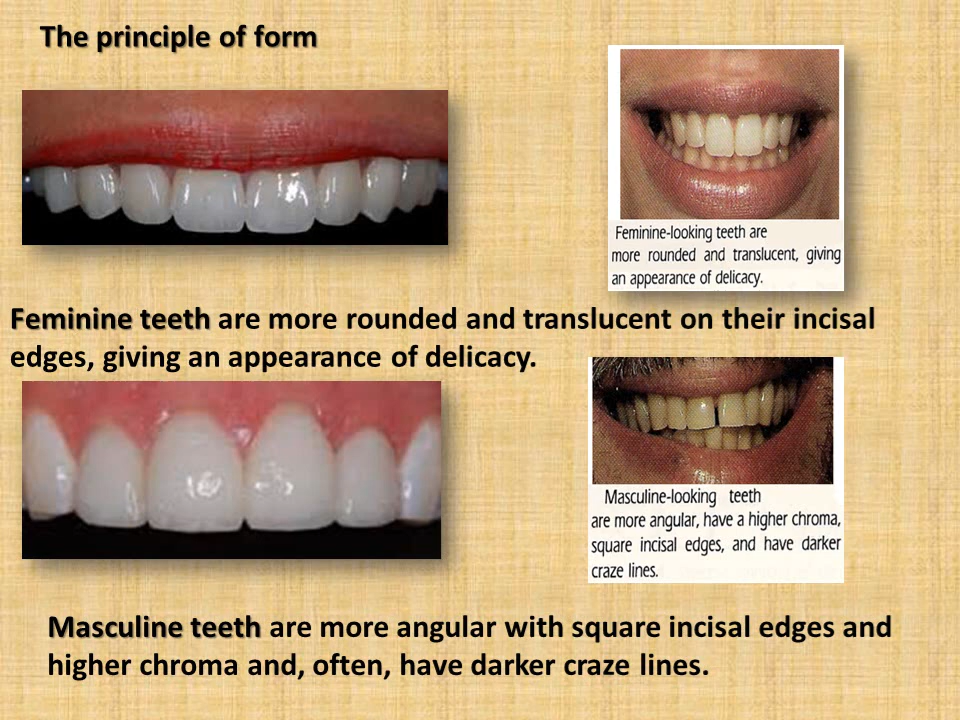 The principle of form
Feminine-looking teeth are
more rounded and translucent, giving
an appearance of delicacy.
Feminine teeth are more rounded and translucent on their incisal
edges, giving an appearance of delicacy.
Masculine-looking teeth
are more angular, have a higher chroma,
square incisal edges, and have darker
craze lines.
Masculine teeth are more angular with square incisal edges and
higher chroma and, often, have darker craze lines.